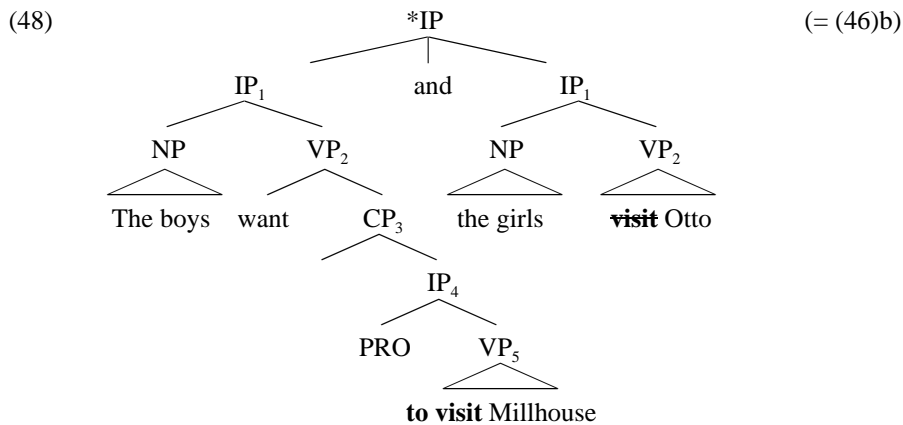 (48) *IP (= (46)b)
IP₁ and IP₁
NP VP₂ NP VP₂
The boys want CP₃ the girls ~~visit~~ Otto
IP₄
PRO VP₅
to visit Millhouse